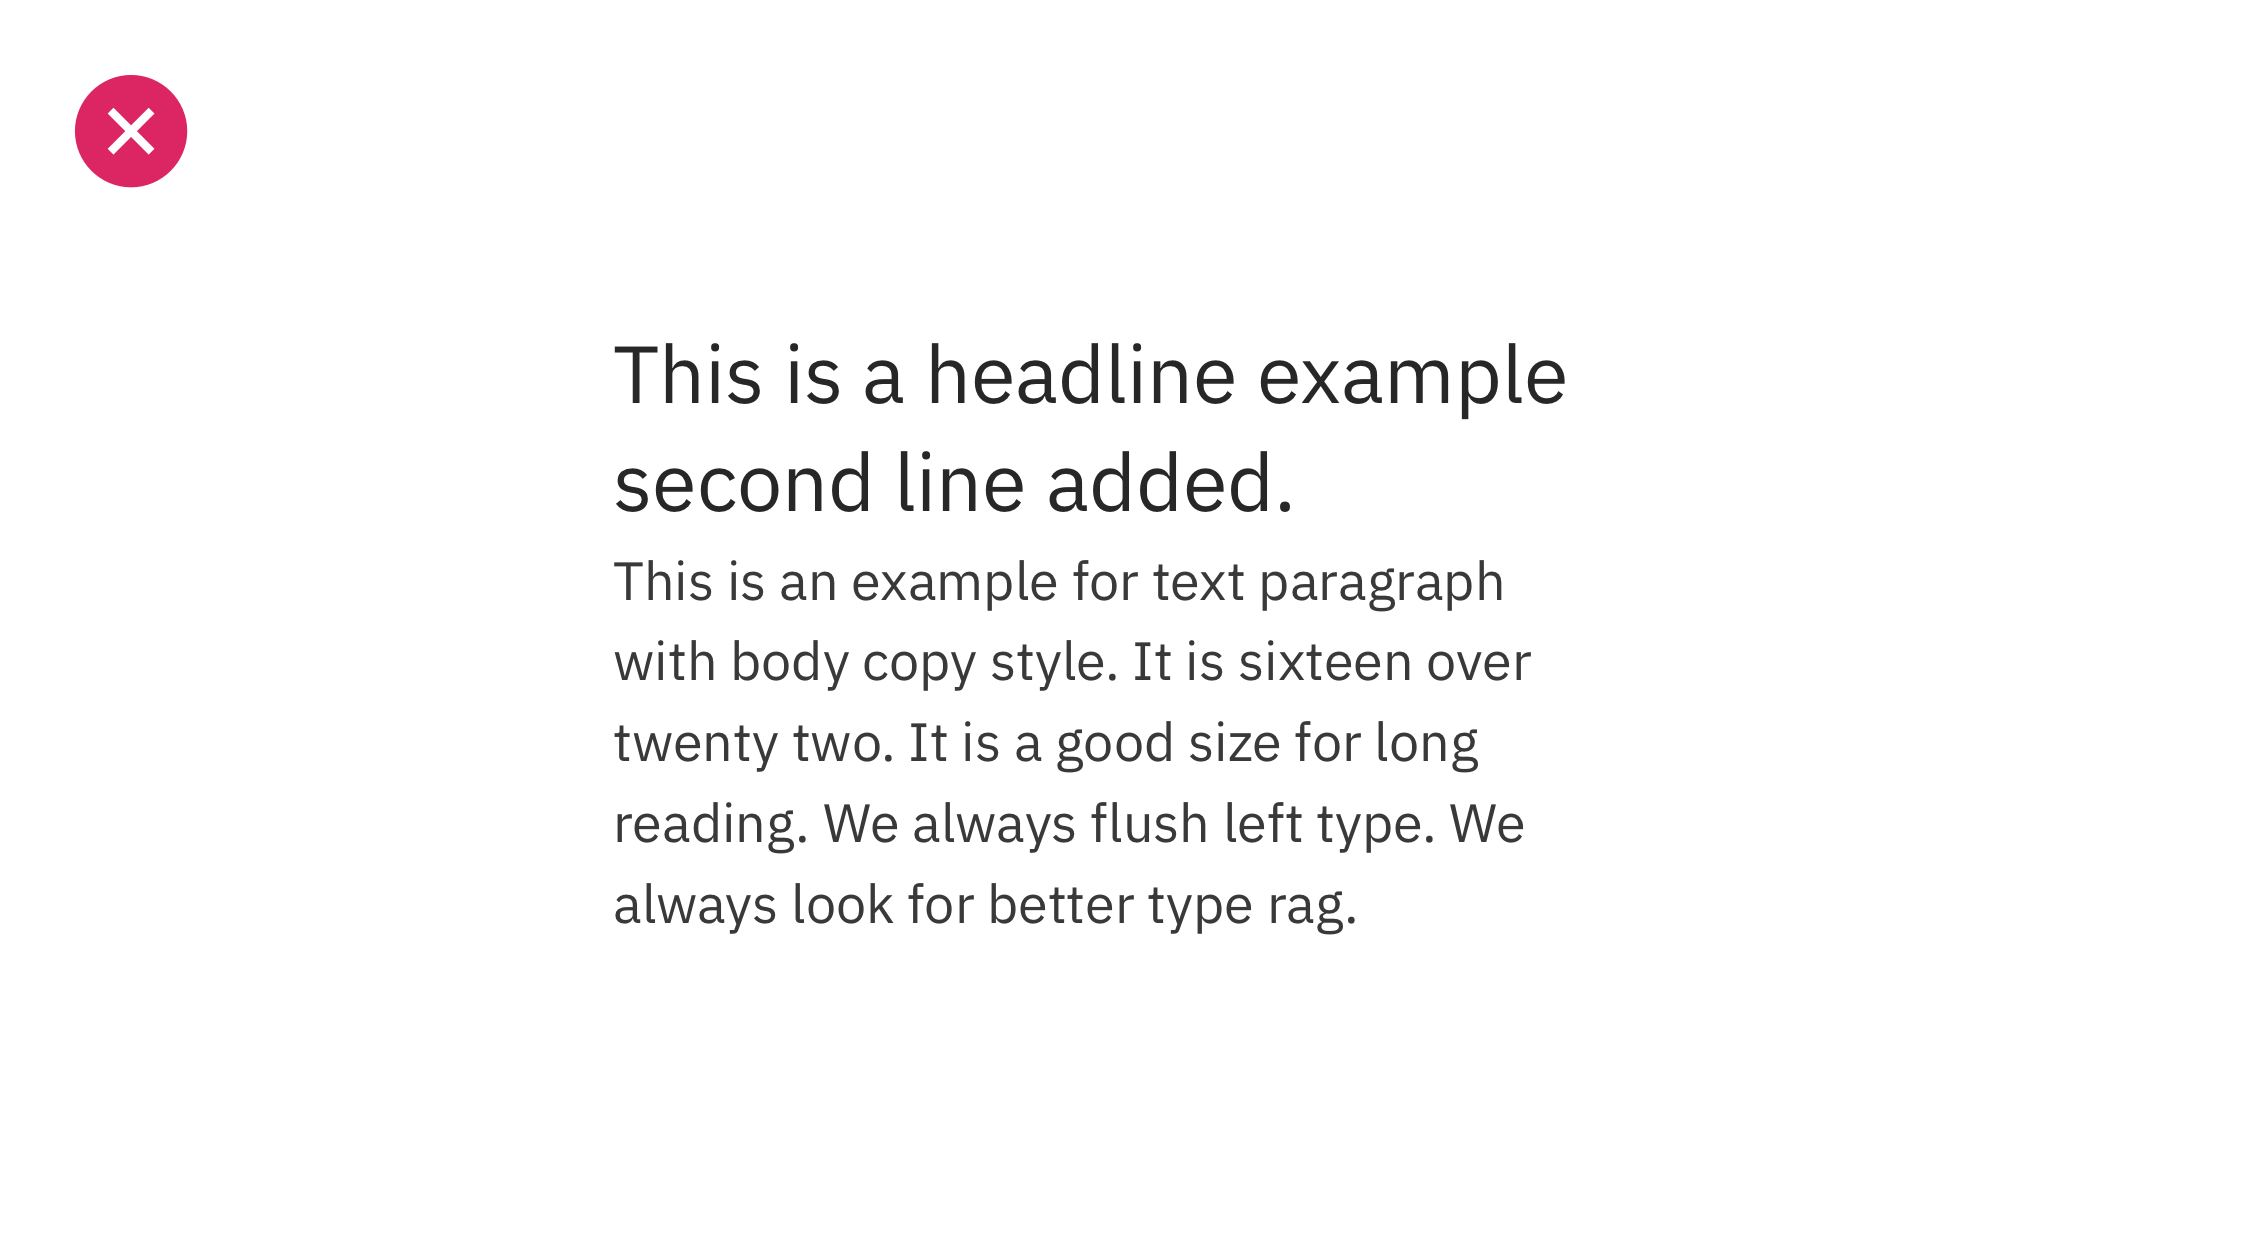 This is a headline example
second line added.
This is an example for text paragraph
with body copy style. It is sixteen over
twenty two. It is a good size for long
reading. We always flush left type. We
always look for better type rag.